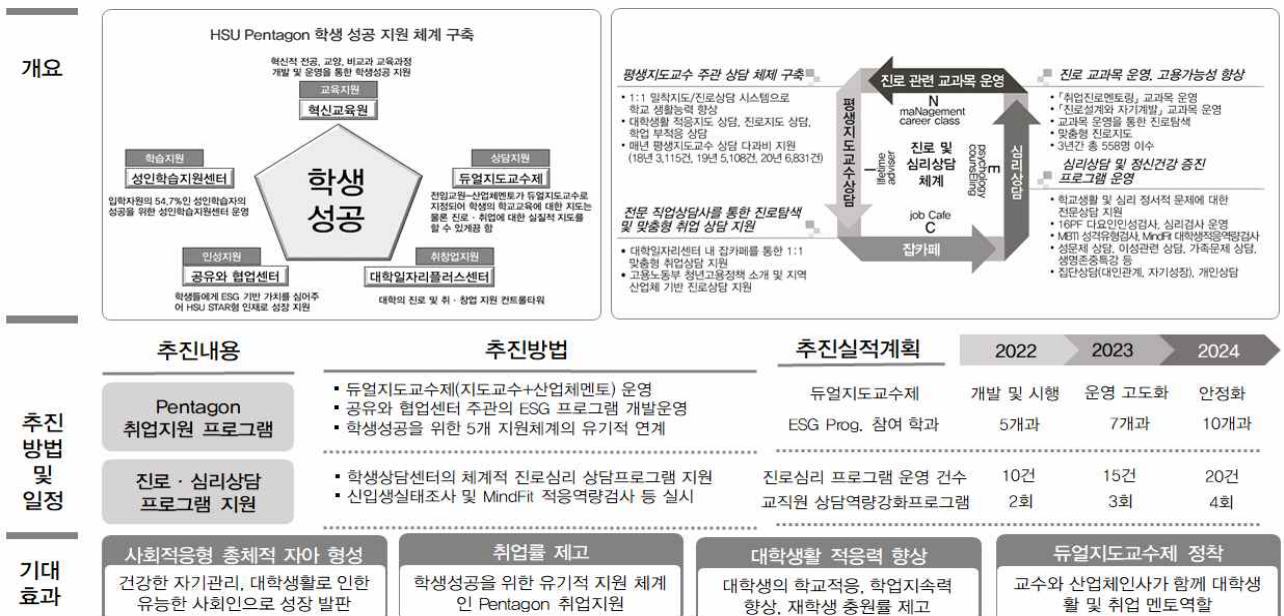 개요
HSU Pentagon 학생 성공 지원 체계 구축
혁신적 전공, 교양, 비교과 교육과정
개발 및 운영을 통한 학생성공 지원
교육지원
혁신교육원
학습지원
성인학습지원센터
입학자원의 54.7%인 성인학습자의
성공을 위한 성인학습지원센터 운영
상담지원
듀얼지도교수제
전임교원-산업체멘토가 듀얼지도교수로
지정되어 학생의 학교교육에 대한 지도는
물론 진로·취업에 대한 실질적 지도를
할 수 있게끔 함
학생
성공
인성지원
공유와 협업센터
학생들에게 ESG 기반 가치를 심어주
어 HSU STAR형 인재로 성장 지원
취창업지원
대학일자리플러스센터
대학의 진로 및 취·창업 지원 컨트롤타워
평생지도교수 주관 상담 체제 구축
• 1:1 밀착지도/진로상담 시스템으로
학교 생활능력 향상
• 대학생활 적응지도 상담, 진로지도 상담,
학업 부적응 상담
• 매년 평생지도교수 상담 다과비 지원
(18년 3,115건, 19년 5,108건, 20년 6,831건)
전문 직업상담사를 통한 진로탐색
및 맞춤형 취업 상담 지원
• 대학일자리센터 내 잡카페를 통한 1:1
맞춤형 취업상담 지원
• 고용노동부 청년고용정책 소개 및 지역
산업체 기반 진로상담 지원
진로 관련 교과목 운영
N
maNagement
career class
평생지도교수상담
I
lifetime
adviser
진로 및
심리상담
체계
E
psychology
counsEling
심리상담
job Cafe
C
잡카페
진로 교과목 운영, 고용가능성 향상
• 「취업진로멘토링」 교과목 운영
• 「진로설계와 자기계발」 교과목 운영
• 교과목 운영을 통한 진로탐색
• 맞춤형 진로지도
• 3년간 총 558명 이수
심리상담 및 정신건강 증진
프로그램 운영
• 학교생활 및 심리 정서적 문제에 대한
전문상담 지원
• 16PF 다요인인성검사, 심리검사 운영
• MBTI 성격유형검사, MindFit 대학생적응역량검사
• 성문제 상담, 이성관련 상담, 가족문제 상담,
생명존중특강 등
• 집단상담(대인관계, 자기성장), 개인상담
추진
방법
및
일정
추진내용 추진방법 추진실적계획 2022 2023 2024
Pentagon
취업지원 프로그램
▪ 듀얼지도교수제(지도교수+산업체멘토) 운영
▪ 공유와 협업센터 주관의 ESG 프로그램 개발운영
▪ 학생성공을 위한 5개 지원체계의 유기적 연계
듀얼지도교수제 개발 및 시행 운영 고도화 안정화
ESG Prog. 참여 학과 5개과 7개과 10개과
진로·심리상담
프로그램 지원
▪ 학생상담센터의 체계적 진로심리 상담프로그램 지원
▪ 신입생실태조사 및 MindFit 적응역량검사 등 실시
진로심리 프로그램 운영 건수 10건 15건 20건
교직원 상담역량강화프로그램 2회 3회 4회
기대
효과
사회적응형 총체적 자아 형성
건강한 자기관리, 대학생활로 인한
유능한 사회인으로 성장 발판
취업률 제고
학생성공을 위한 유기적 지원 체계
인 Pentagon 취업지원
대학생활 적응력 향상
대학생의 학교적응, 학업지속력
향상, 재학생 충원률 제고
듀얼지도교수제 정착
교수와 산업체인사가 함께 대학생
활 및 취업 멘토역할